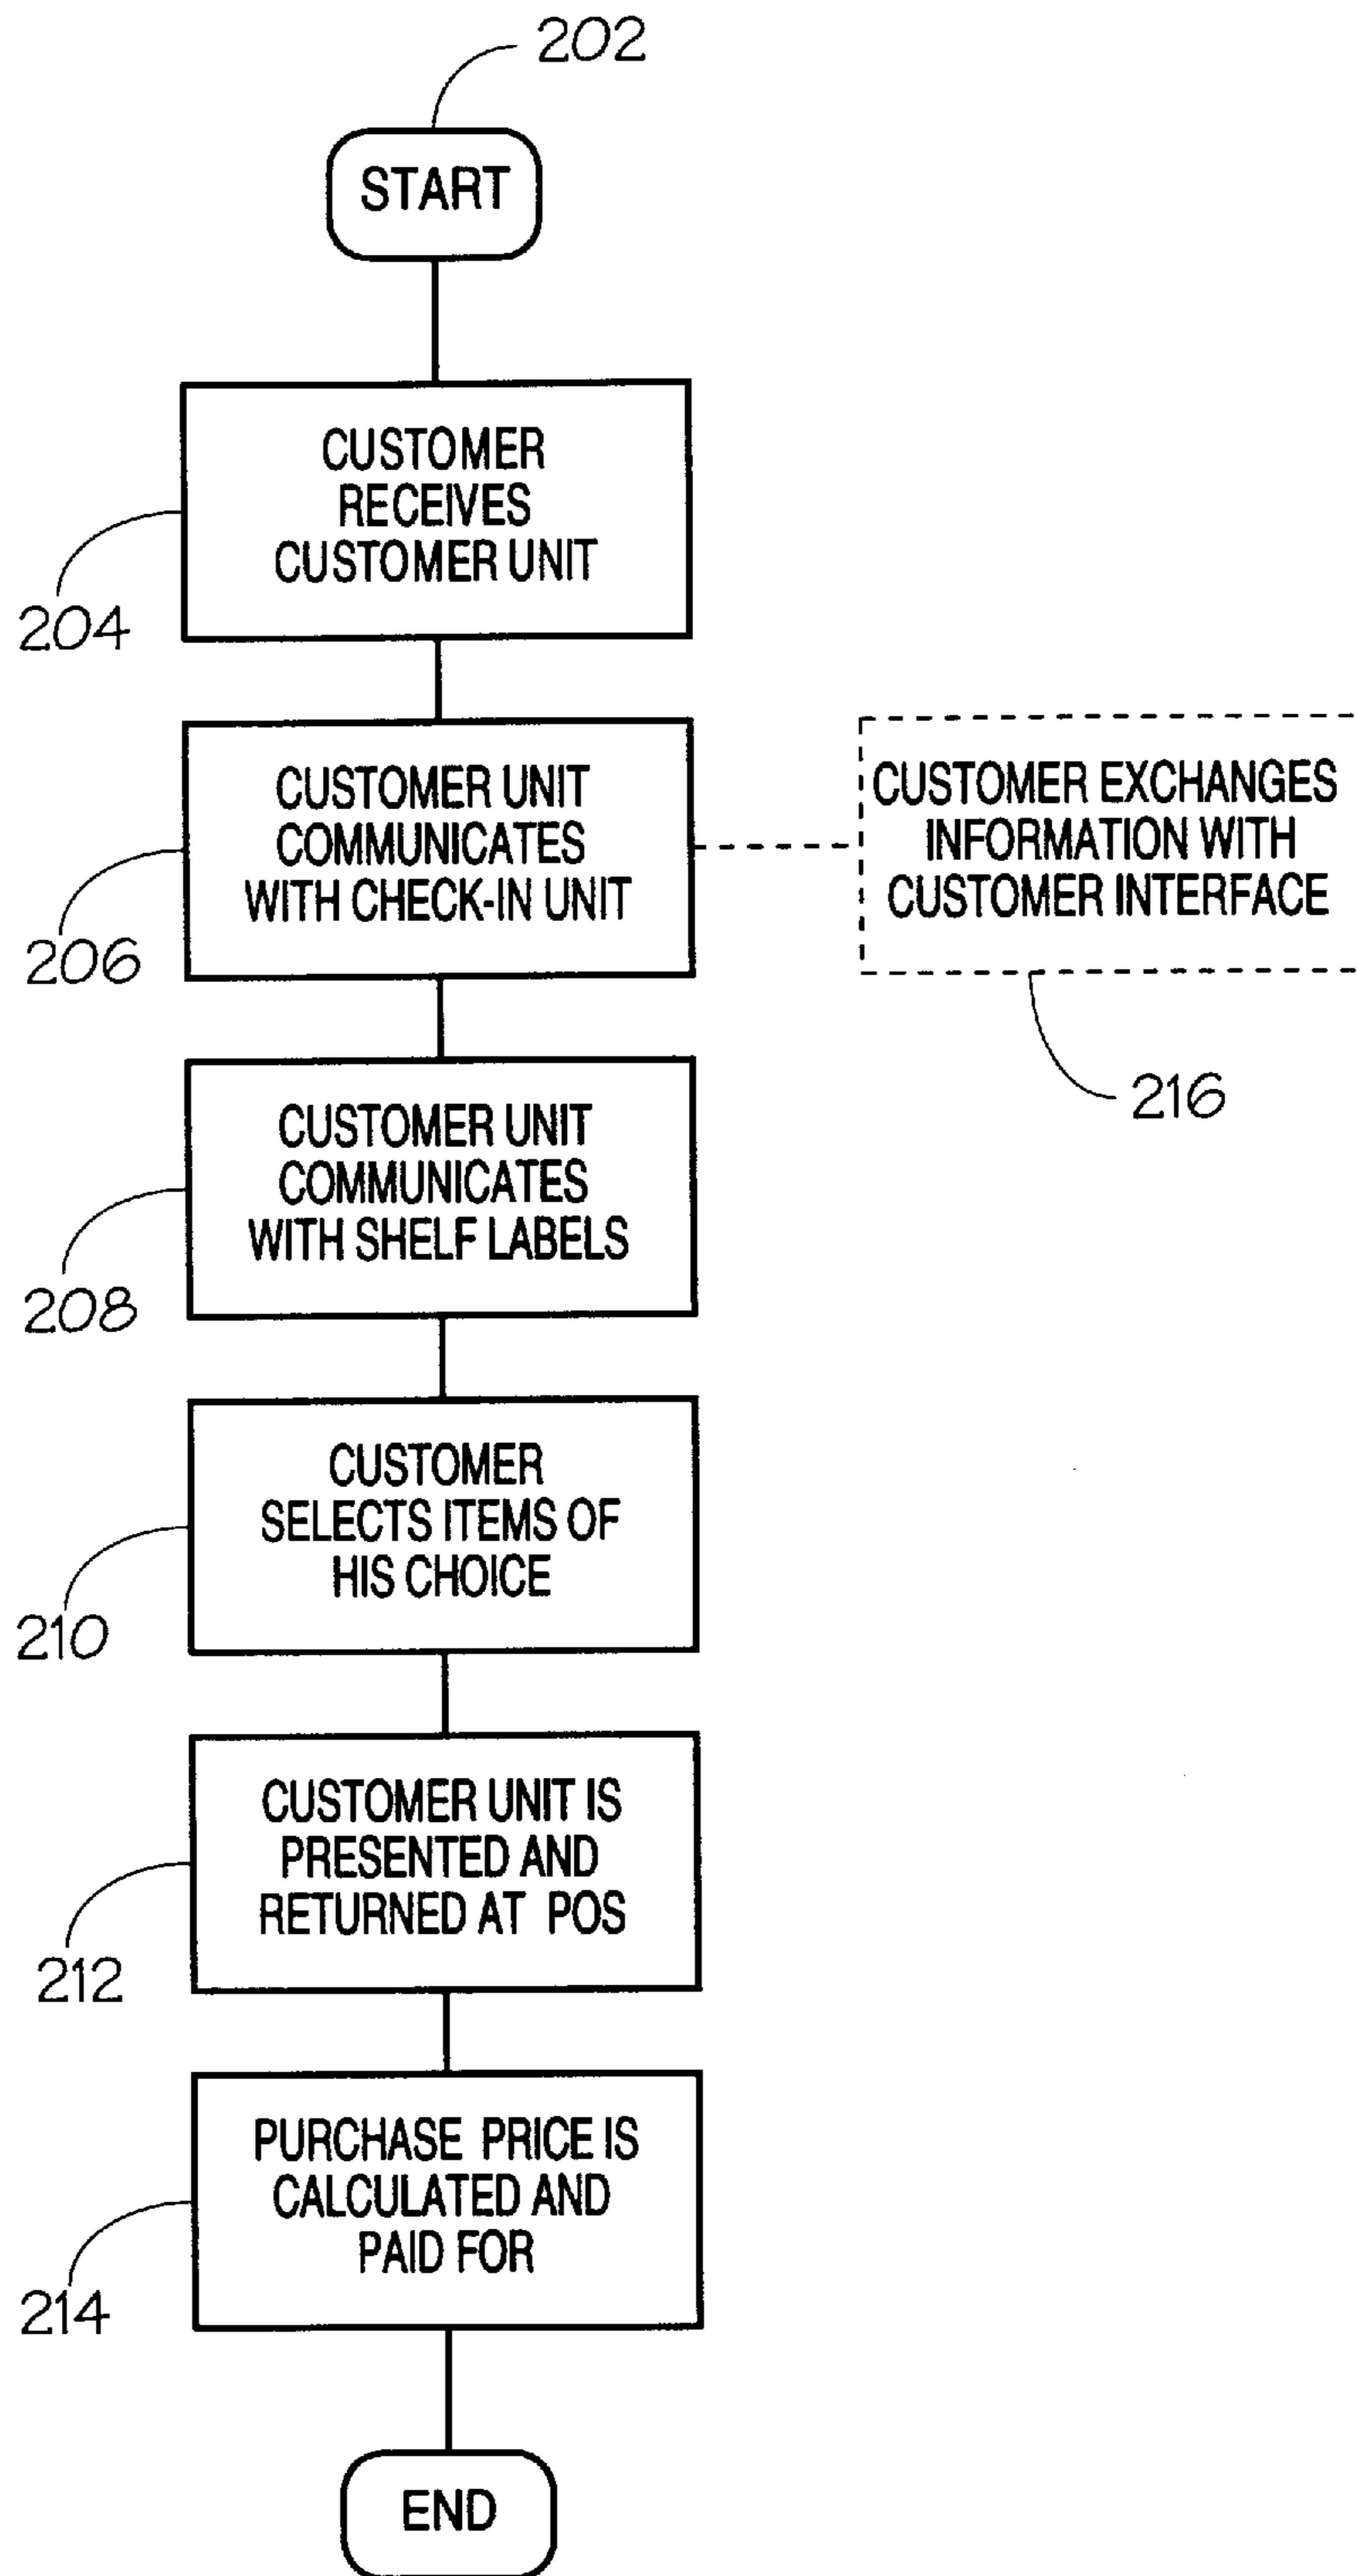 202
START
CUSTOMER
RECEIVES
CUSTOMER UNIT
204
CUSTOMER UNIT
COMMUNICATES
WITH CHECK-IN UNIT
206
CUSTOMER EXCHANGES
INFORMATION WITH
CUSTOMER INTERFACE
216
CUSTOMER UNIT
COMMUNICATES
WITH SHELF LABELS
208
CUSTOMER
SELECTS ITEMS OF
HIS CHOICE
210
CUSTOMER UNIT IS
PRESENTED AND
RETURNED AT POS
212
PURCHASE PRICE IS
CALCULATED AND
PAID FOR
214
END